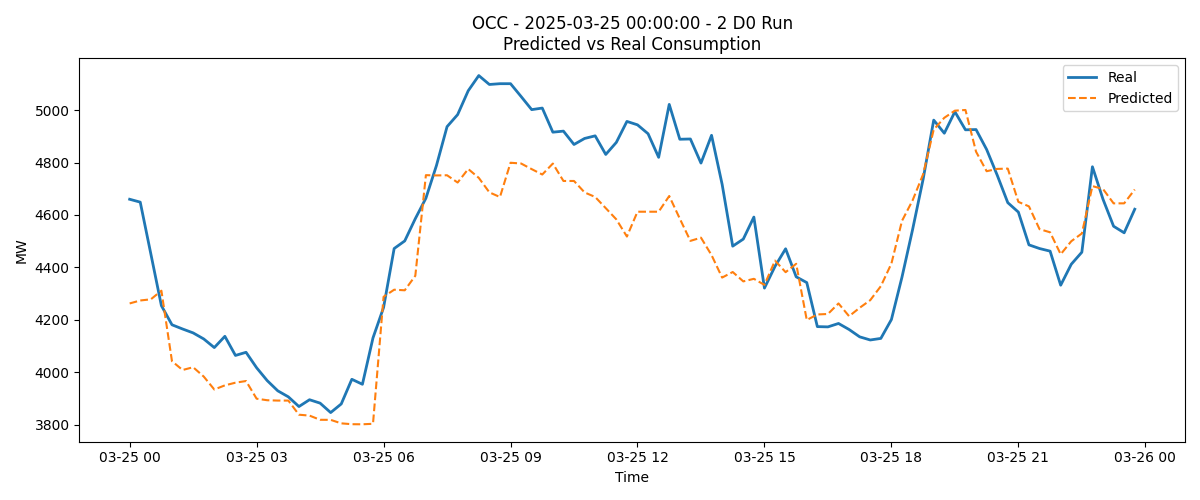 OCC - 2025-03-25 00:00:00 - 2 D0 Run
Predicted vs Real Consumption
Real
Predicted
MW
5000
4800
4600
4400
4200
4000
3800
03-25 00
03-25 03
03-25 06
03-25 09
03-25 12
03-25 15
03-25 18
03-25 21
03-26 00
Time